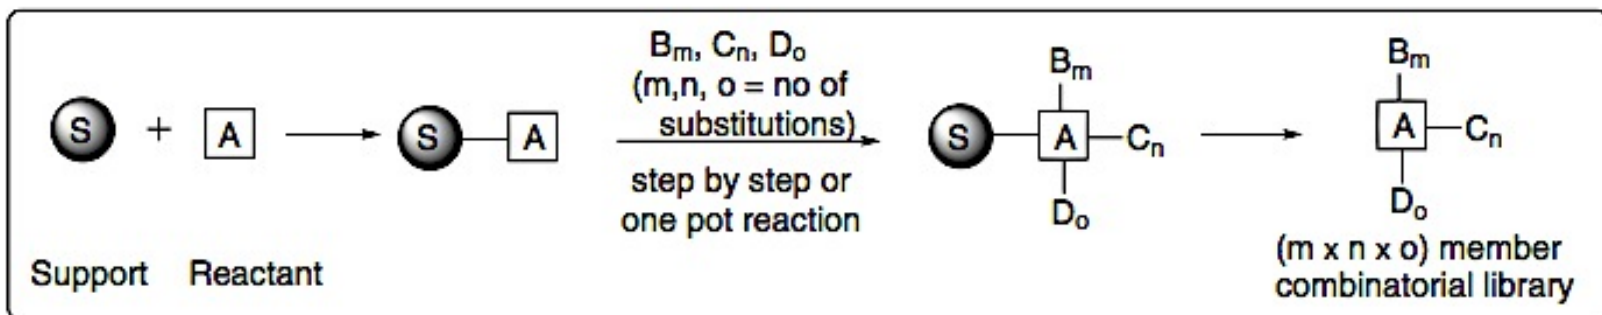 S + A
S A
Bₘ, Cₙ, Dₒ
(m,n, o = no of
substitutions)
step by step or
one pot reaction
Bₘ
S A Cₙ
Dₒ
Bₘ
A Cₙ
Dₒ
(m x n x o) member
combinatorial library
Support Reactant